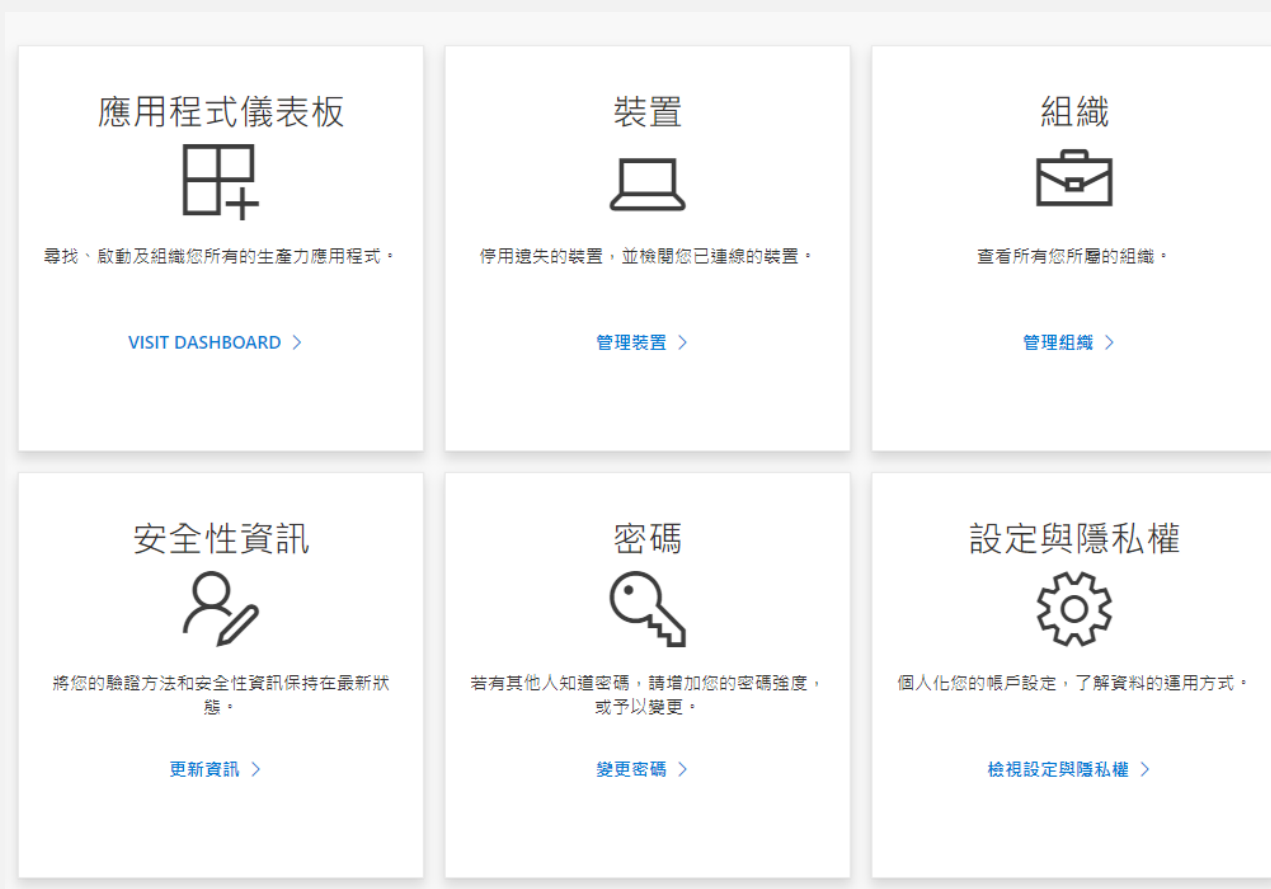 應用程式儀表板
尋找、啟動及組織您所有的生產力應用程式。
VISIT DASHBOARD
裝置
停用遺失的裝置，並檢閱您已連線的裝置。
管理裝置
組織
查看所有您所屬的組織。
管理組織
安全性資訊
將您的驗證方法和安全性資訊保持在最新狀
態。
更新資訊
密碼
若有其他人知道密碼，請增加您的密碼強度，
或予以變更。
變更密碼
設定與隱私權
個人化您的帳戶設定，了解資料的運用方式。
檢視設定與隱私權